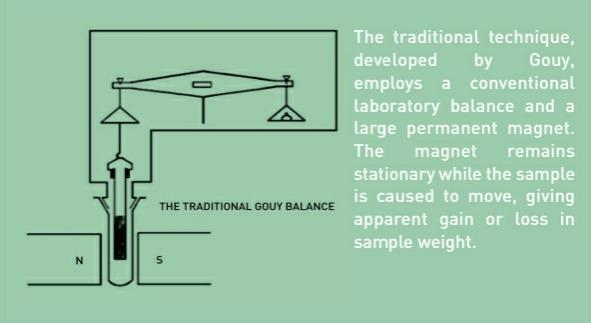 The traditional technique,
developed by Gouy,
employs a conventional
laboratory balance and a
large permanent magnet.
The magnet remains
stationary while the sample
is caused to move, giving
apparent gain or loss in
sample weight.
THE TRADITIONAL GOUY BALANCE
N
S